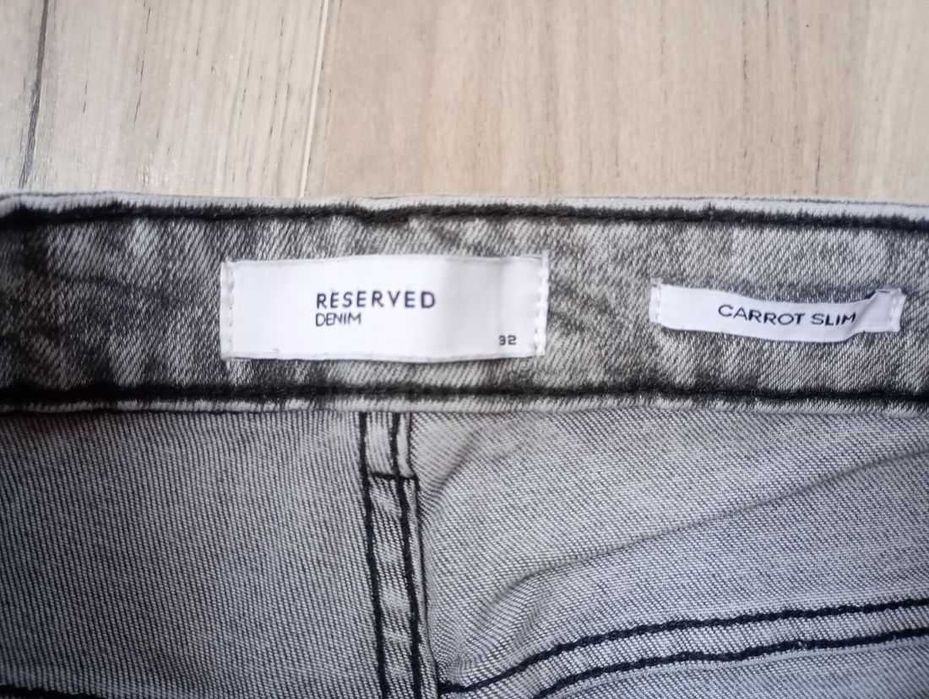 RESERVED
DENIM
32
CARROT SLIM